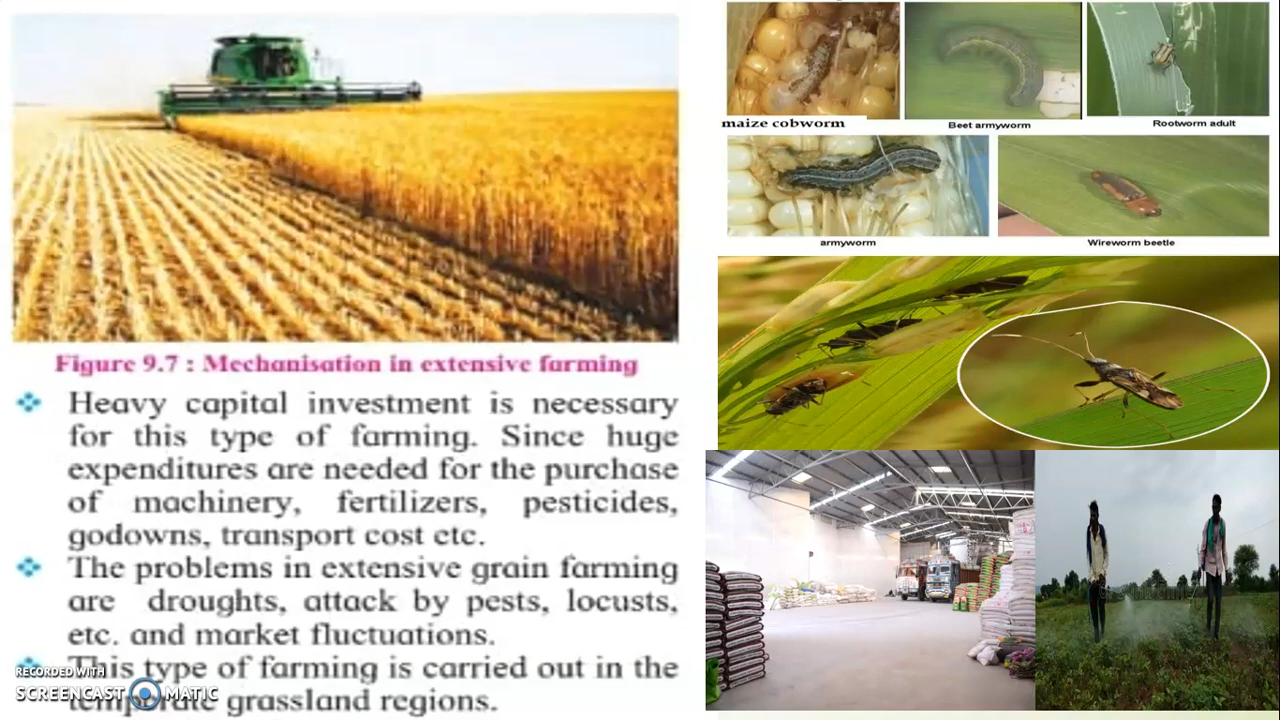 Figure 9.7 : Mechanisation in extensive farming
Heavy capital investment is necessary
for this type of farming. Since huge
expenditures are needed for the purchase
of machinery, fertilizers, pesticides,
godowns, transport cost etc.
The problems in extensive grain farming
are droughts, attack by pests, locusts,
etc. and market fluctuations.
This type of farming is carried out in the
temperate grassland regions.
RECORDED WITH
SCREENCAST MATIC
maize cobworm
Beet armyworm
Rootworm adult
armyworm
Wireworm beetle